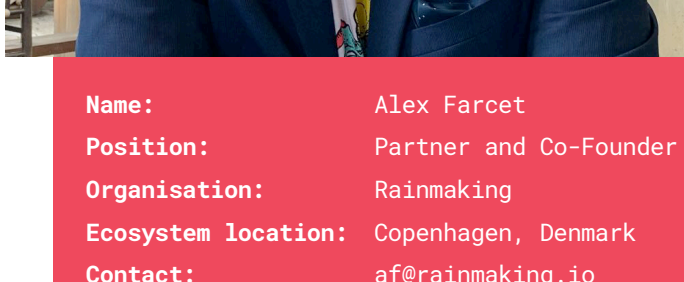 Name: Alex Farcet
Position: Partner and Co-Founder
Organisation: Rainmaking
Ecosystem location: Copenhagen, Denmark
Contact: af@rainmaking.io